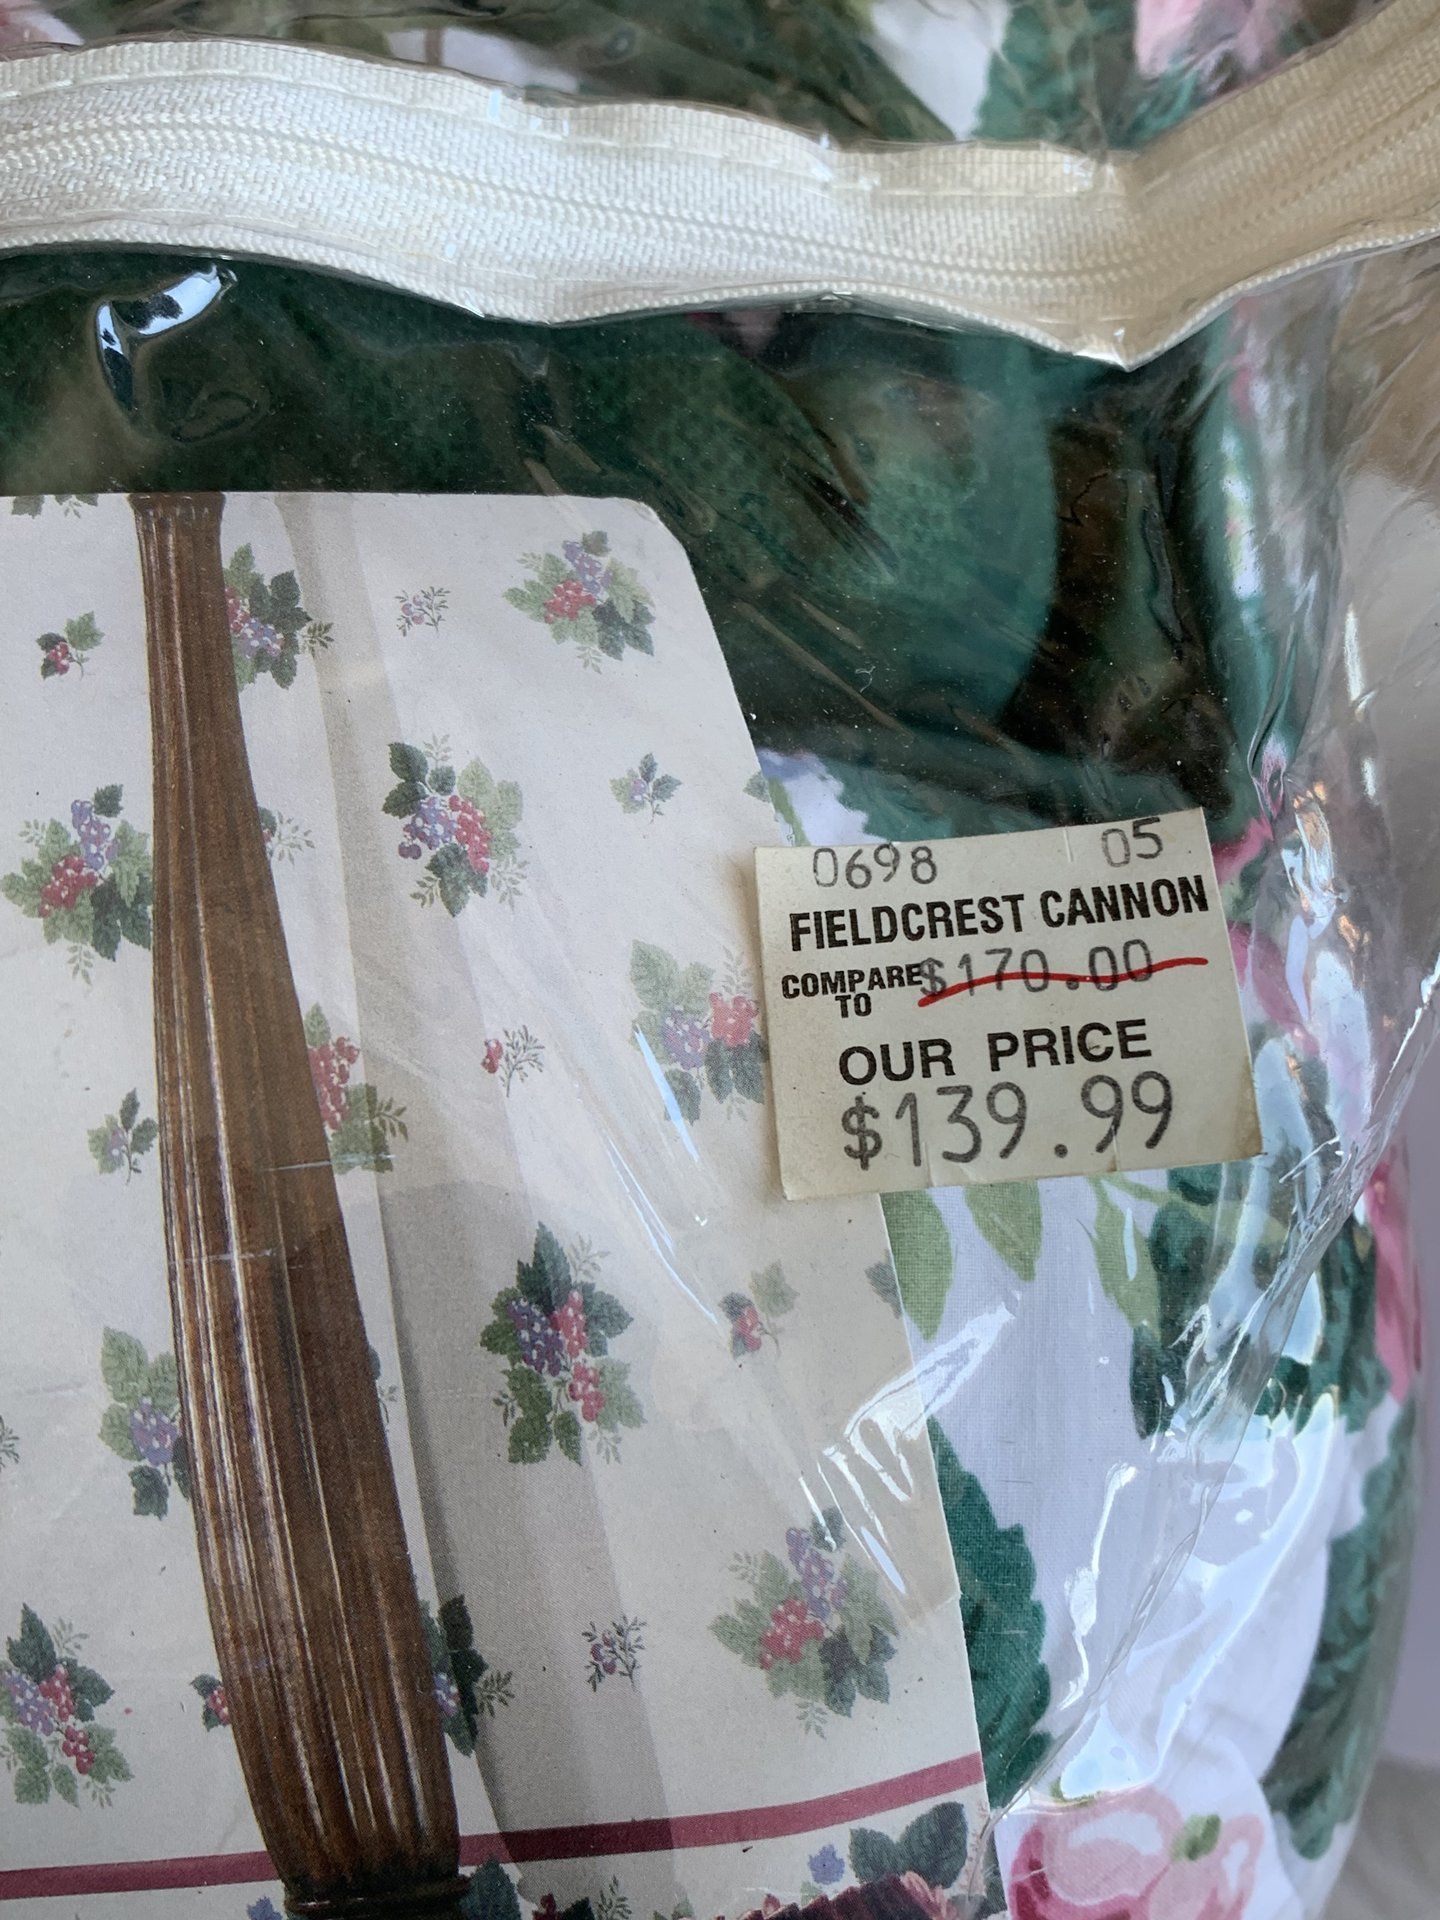 0698 05
FIELDCREST CANNON
COMPARE TO $170.00
OUR PRICE
$139.99